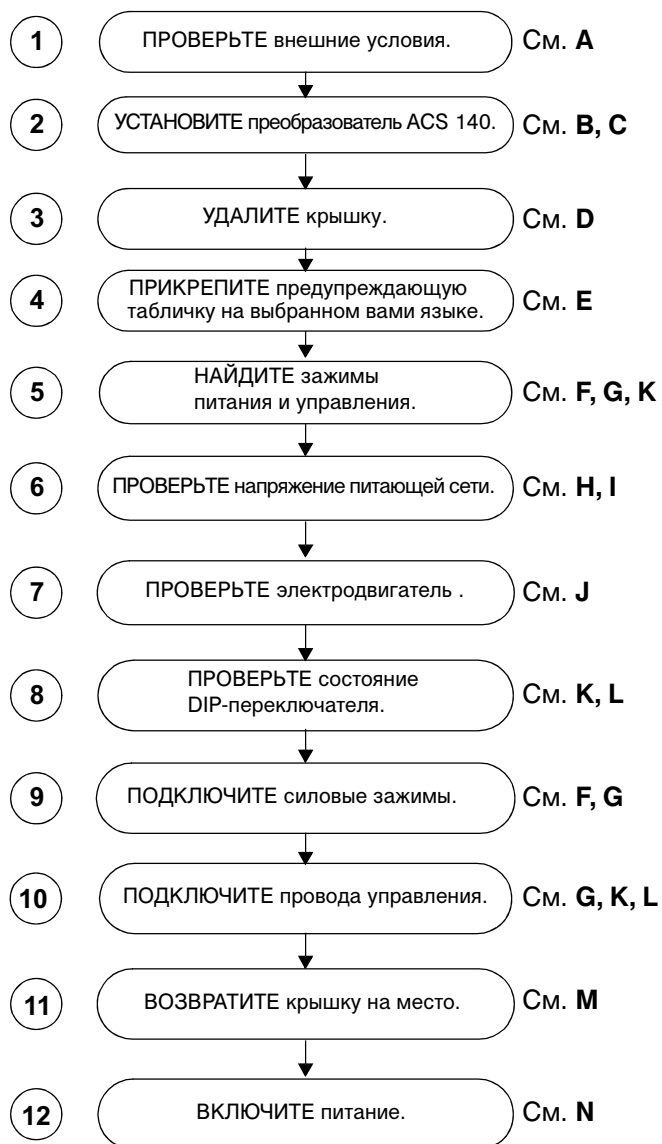 1 ПРОВЕРЬТЕ внешние условия. См. A
2 УСТАНОВИТЕ преобразователь ACS 140. См. B, C
3 УДАЛИТЕ крышку. См. D
4 ПРИКРЕПИТЕ предупреждающую
табличку на выбранном вами языке. См. E
5 НАЙДИТЕ зажимы
питания и управления. См. F, G, K
6 ПРОВЕРЬТЕ напряжение питающей сети. См. H, I
7 ПРОВЕРЬТЕ электродвигатель . См. J
8 ПРОВЕРЬТЕ состояние
DIP-переключателя. См. K, L
9 ПОДКЛЮЧИТЕ силовые зажимы. См. F, G
10 ПОДКЛЮЧИТЕ провода управления. См. G, K, L
11 ВОЗВРАТИТЕ крышку на место. См. M
12 ВКЛЮЧИТЕ питание. См. N